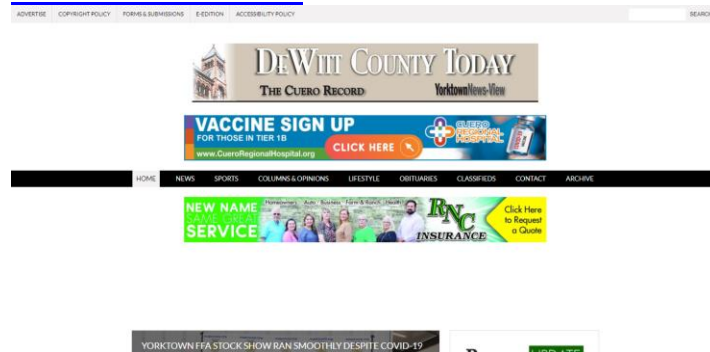 ADVERTISE COPYRIGHT POLICY FORMS & SUBMISSIONS E-EDITION ACCESSIBILITY POLICY SEARCH
DEWITT COUNTY TODAY
THE CUERO RECORD YorktownNews-View
VACCINE SIGN UP
FOR THOSE IN TIER 1B
CLICK HERE
www.CueroRegionalHospital.org
CUERO
REGIONAL
HOSPITAL
HOME NEWS SPORTS COLUMNS & OPINIONS LIFESTYLE OBITUARIES CLASSIFIEDS CONTACT ARCHIVE
NEW NAME
SAME GREAT
SERVICE
Homeowners Auto Business Farm & Ranch Health
RNC
INSURANCE
Click Here
to Request
a Quote
YORKTOWN FFA STOCK SHOW RAN SMOOTHLY DESPITE COVID-19
UPDATE